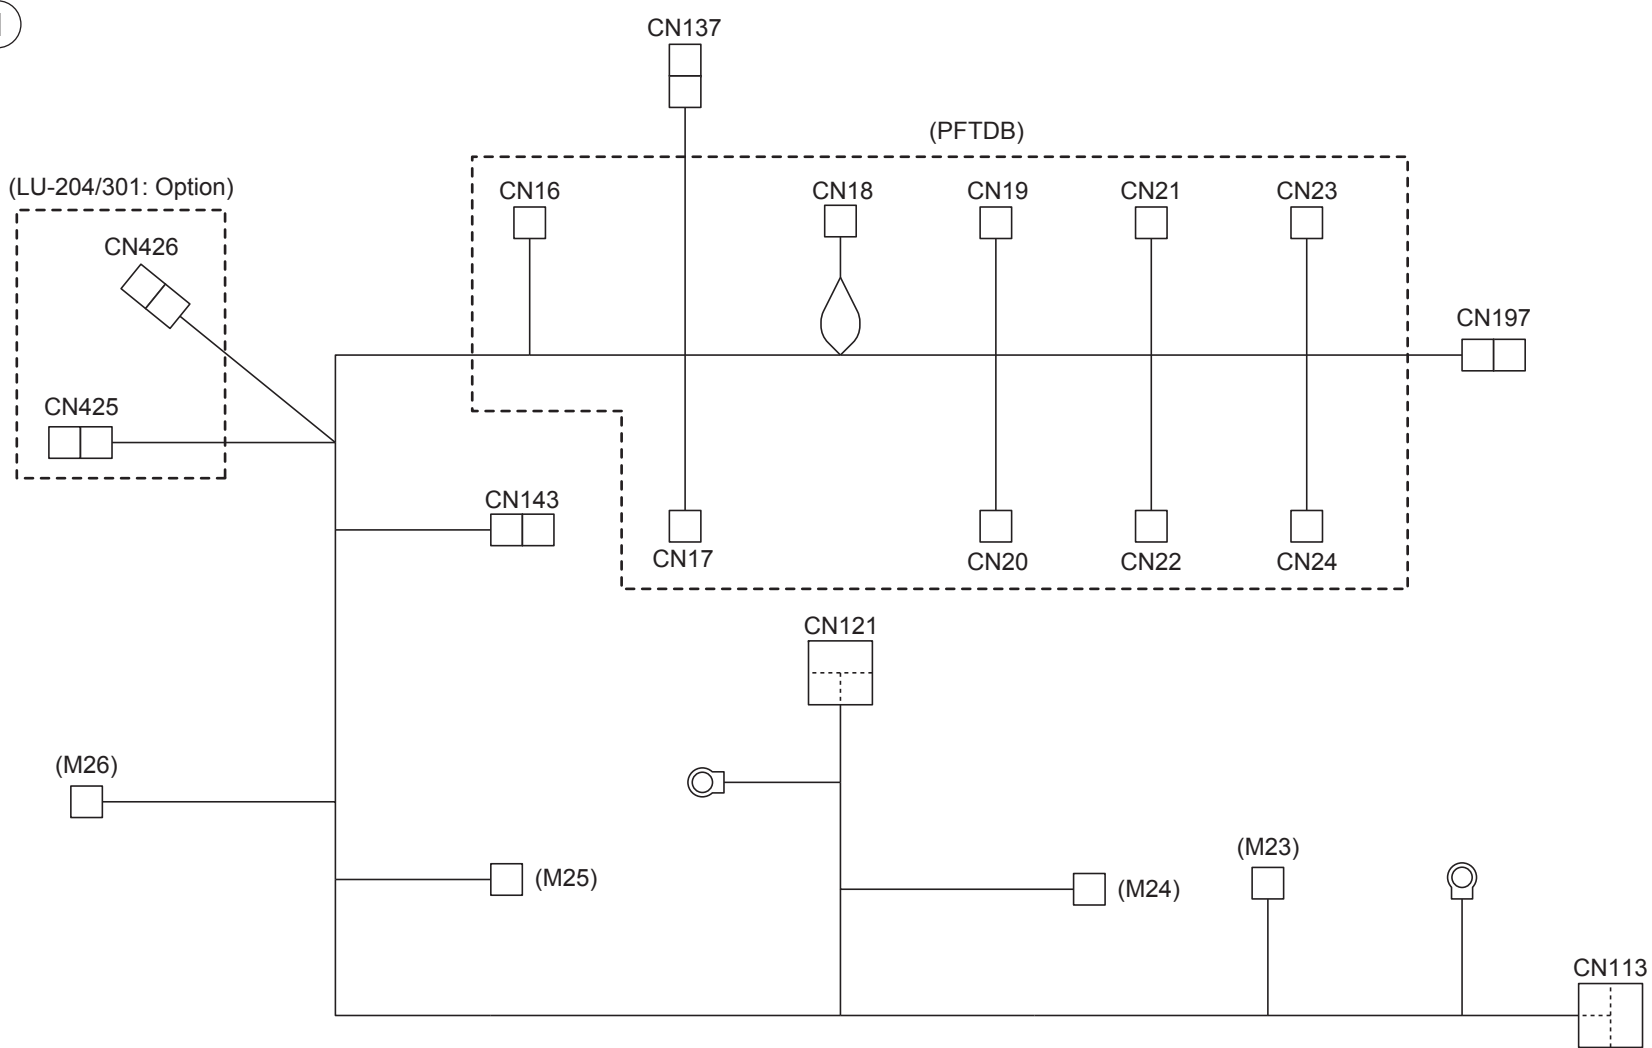 CN137
(PFTDB)
(LU-204/301: Option)
CN16
CN18
CN19
CN21
CN23
CN426
CN197
CN425
CN143
CN17
CN20
CN22
CN24
CN121
(M26)
(M25)
(M24)
(M23)
CN113